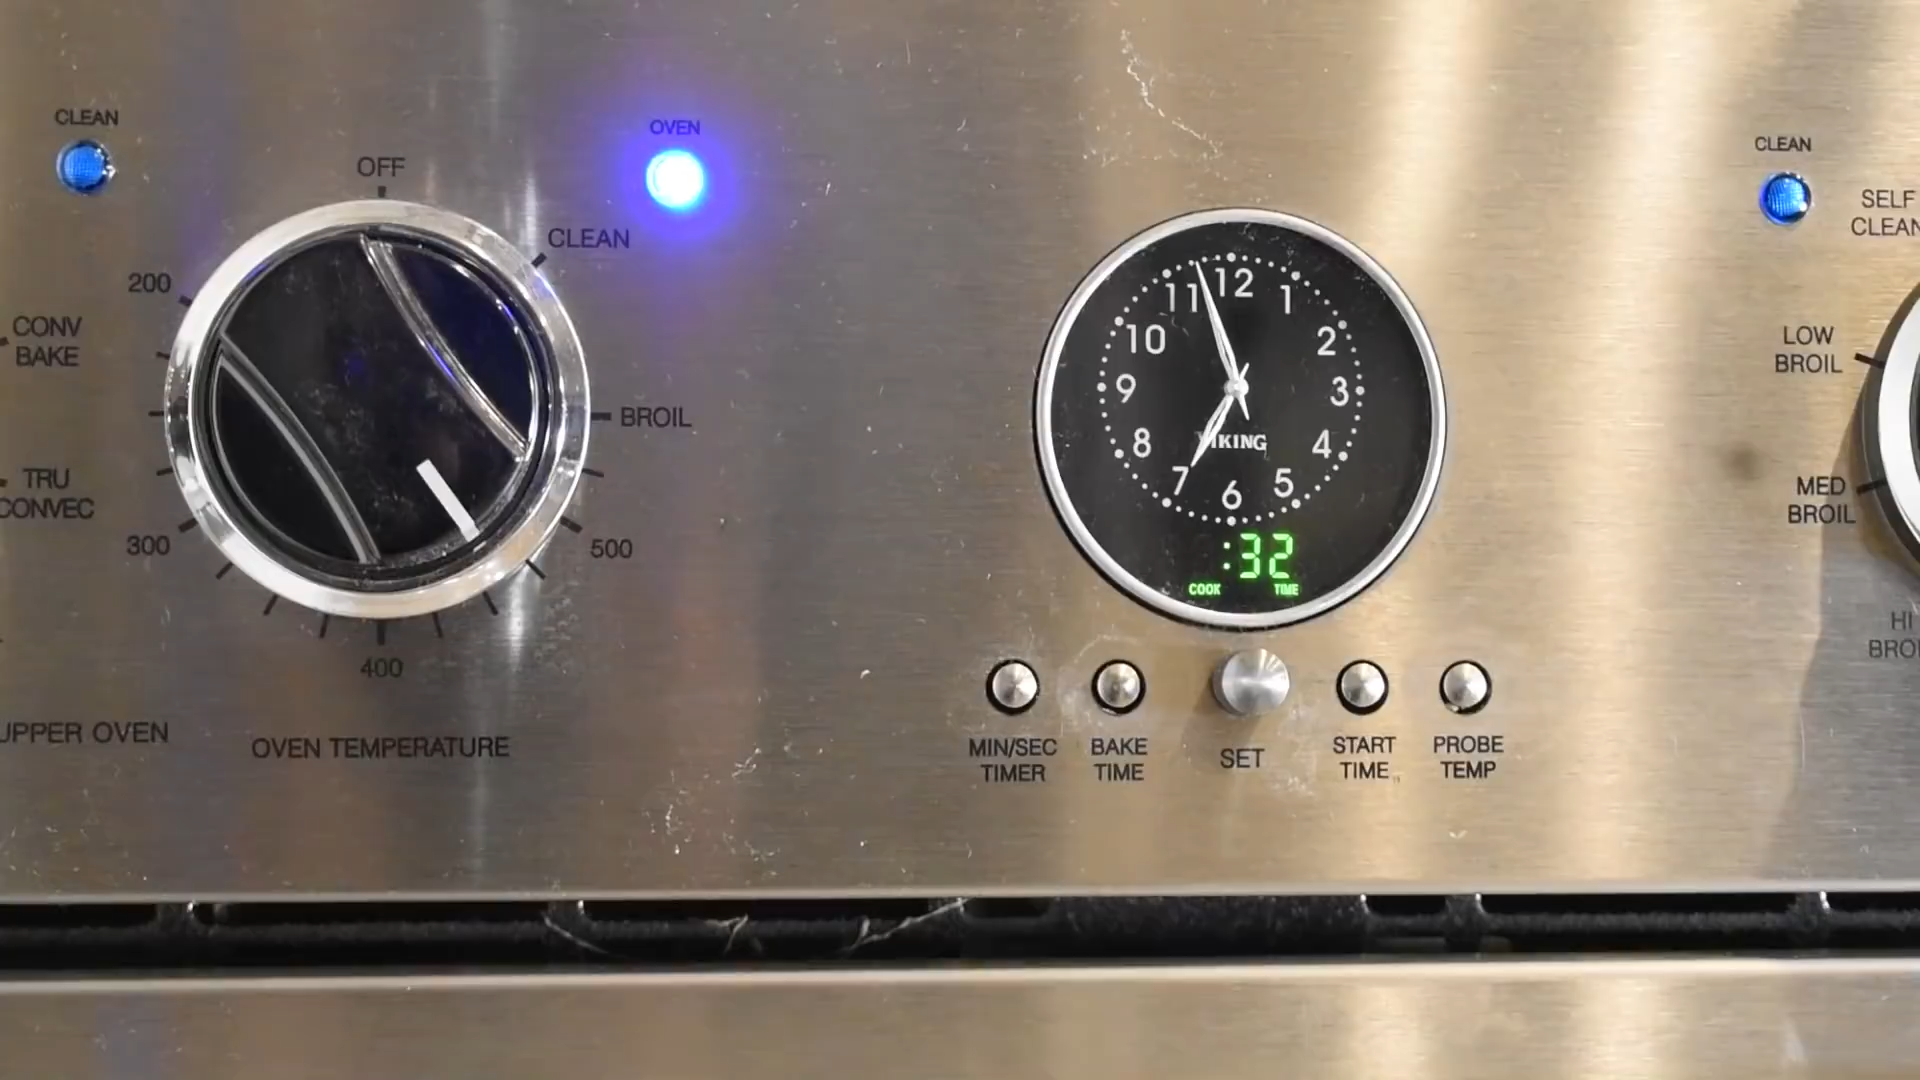 CLEAN
OFF
OVEN
CLEAN
200
CONV
BAKE
BROIL
TRU
CONVEC
300
500
400
UPPER OVEN
OVEN TEMPERATURE
12
1
2
3
4
5
6
7
8
9
10
11
VIKING
:32
COOK TIME
MIN/SEC
TIMER
BAKE
TIME
SET
START
TIME
PROBE
TEMP
CLEAN
SELF
CLEAN
LOW
BROIL
MED
BROIL
HI
BRO